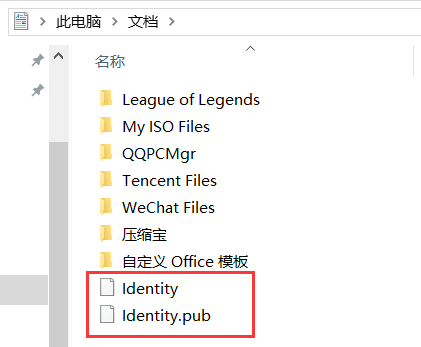 此电脑 > 文档 >
名称
League of Legends
My ISO Files
QQPCMgr
Tencent Files
WeChat Files
压缩宝
自定义 Office 模板
Identity
Identity.pub